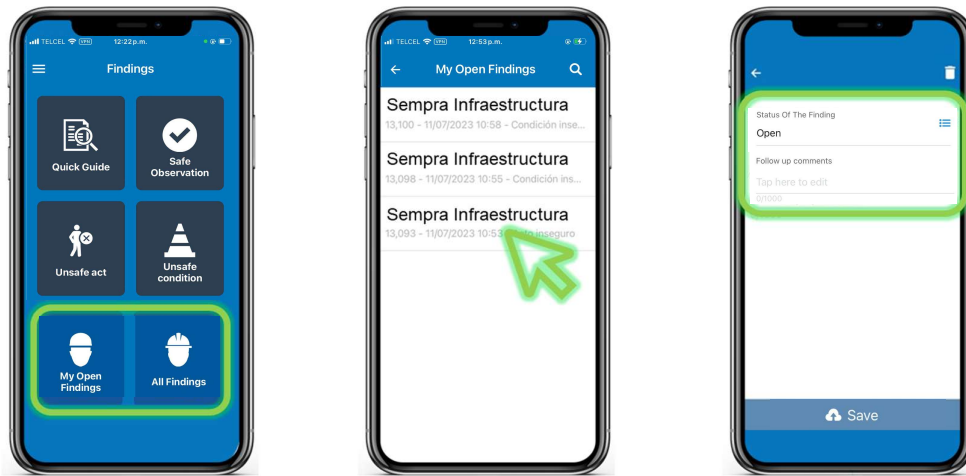 TELCEL VPN 12:22 p.m.
Findings
Quick Guide
Safe
Observation
Unsafe act
Unsafe
condition
My Open
Findings
All Findings
TELCEL VPN 12:53 p.m.
My Open Findings
Sempra Infraestructura
13,100 - 11/07/2023 10:58 - Condición inse...
Sempra Infraestructura
13,098 - 11/07/2023 10:55 - Condición ins...
Sempra Infraestructura
13,093 - 11/07/2023 10:53 - Acto inseguro
Status Of The Finding
Open
Follow up comments
Tap here to edit
0/1000
Save